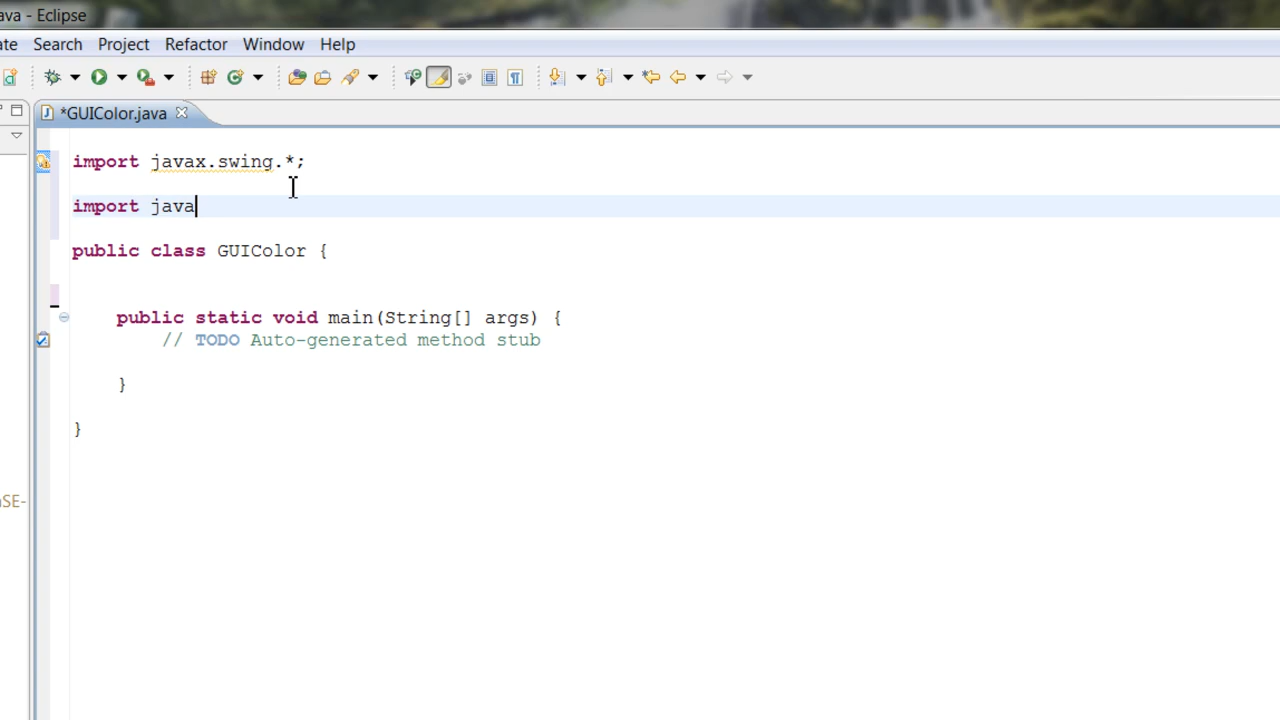 ava - Eclipse
ate Search Project Refactor Window Help
*GUIColor.java
import javax.swing.*;
import java
public class GUIColor {
public static void main(String[] args) {
// TODO Auto-generated method stub
}
}
SE-